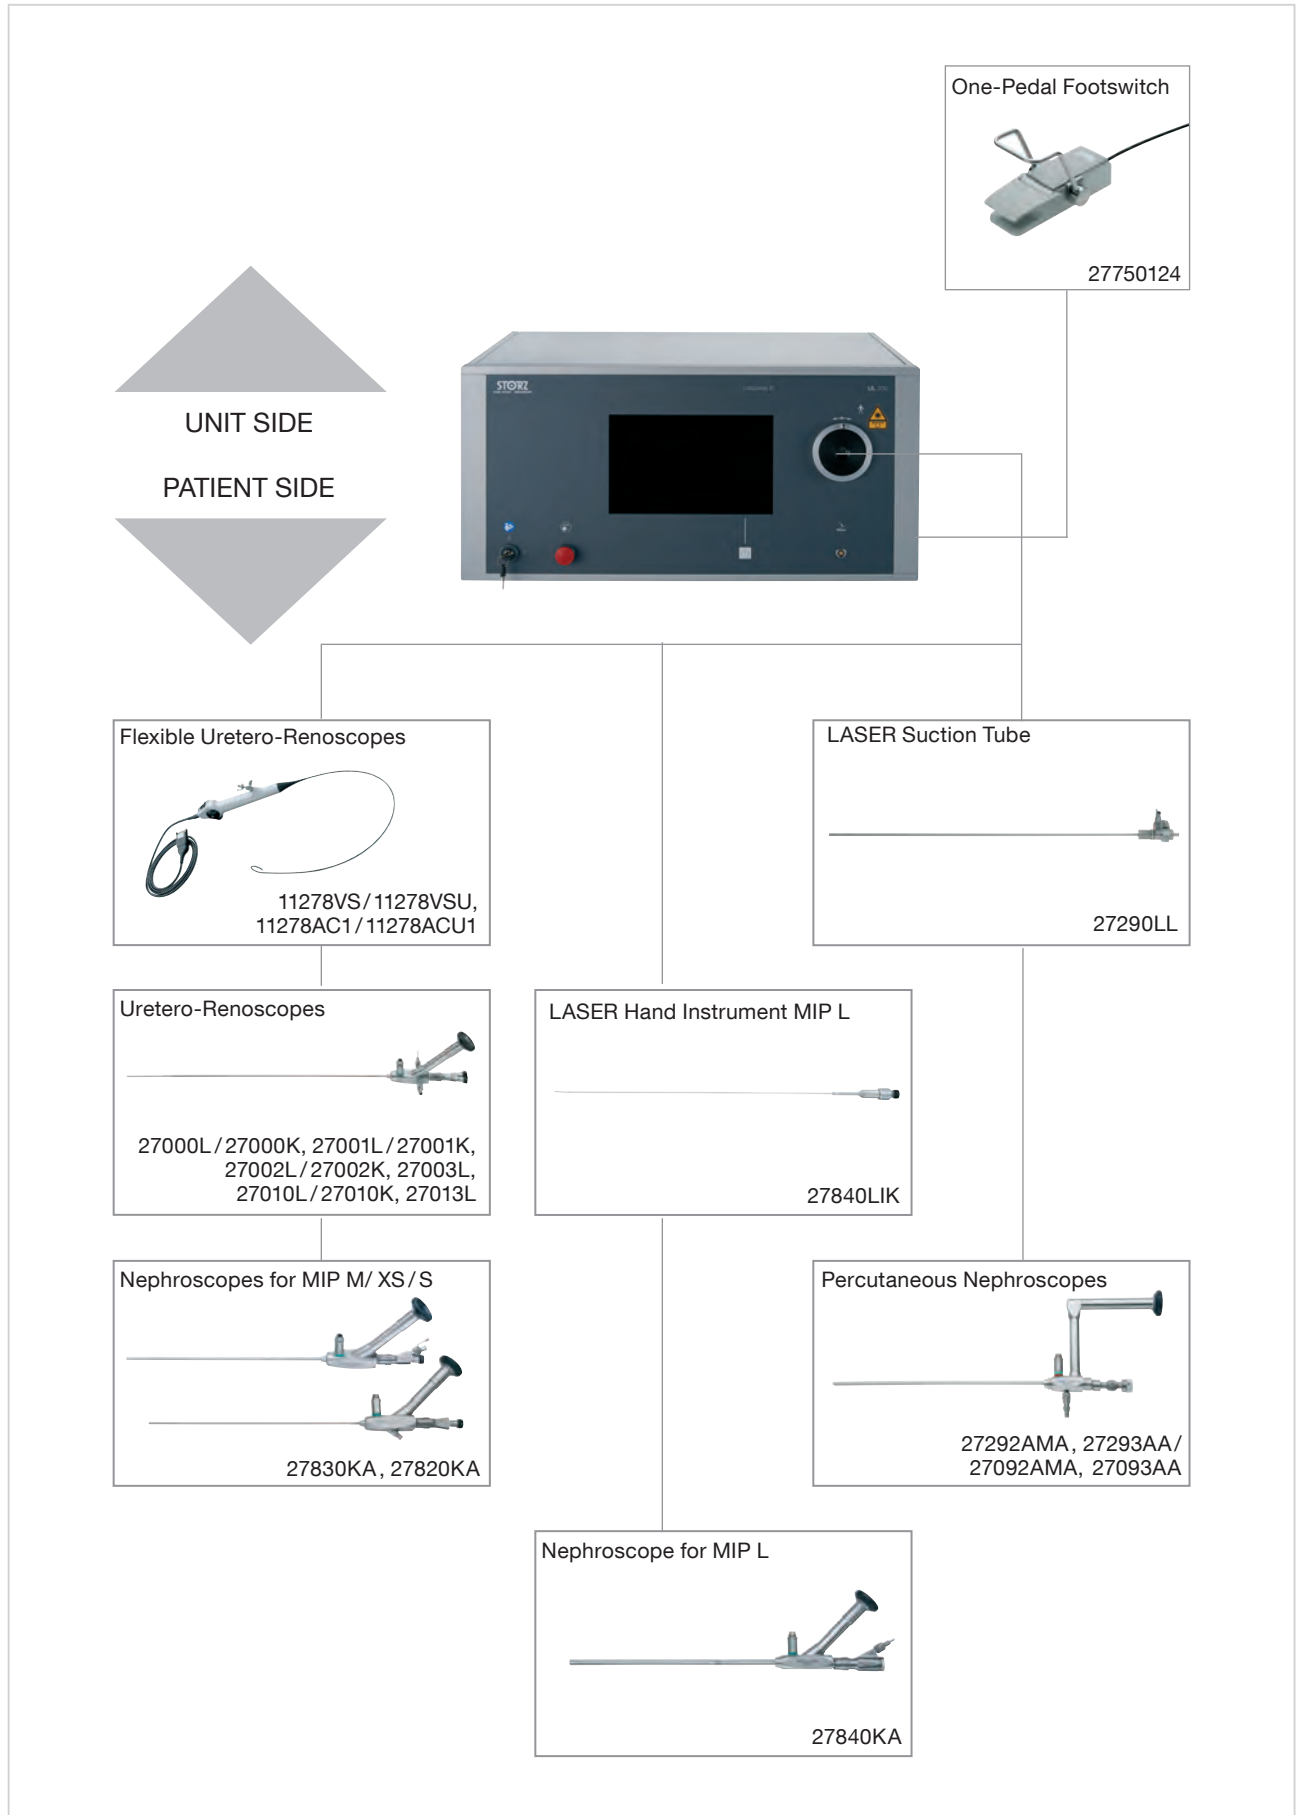 One-Pedal Footswitch
27750124
UNIT SIDE
PATIENT SIDE
STORZ
UL
Flexible Uretero-Renoscopes
11278VS/11278VSU,
11278AC1/11278ACU1
LASER Suction Tube
27290LL
Uretero-Renoscopes
27000L/27000K, 27001L/27001K,
27002L/27002K, 27003L,
27010L/27010K, 27013L
LASER Hand Instrument MIP L
27840LIK
Nephroscopes for MIP M/ XS/S
27830KA, 27820KA
Percutaneous Nephroscopes
27292AMA, 27293AA/
27092AMA, 27093AA
Nephroscope for MIP L
27840KA